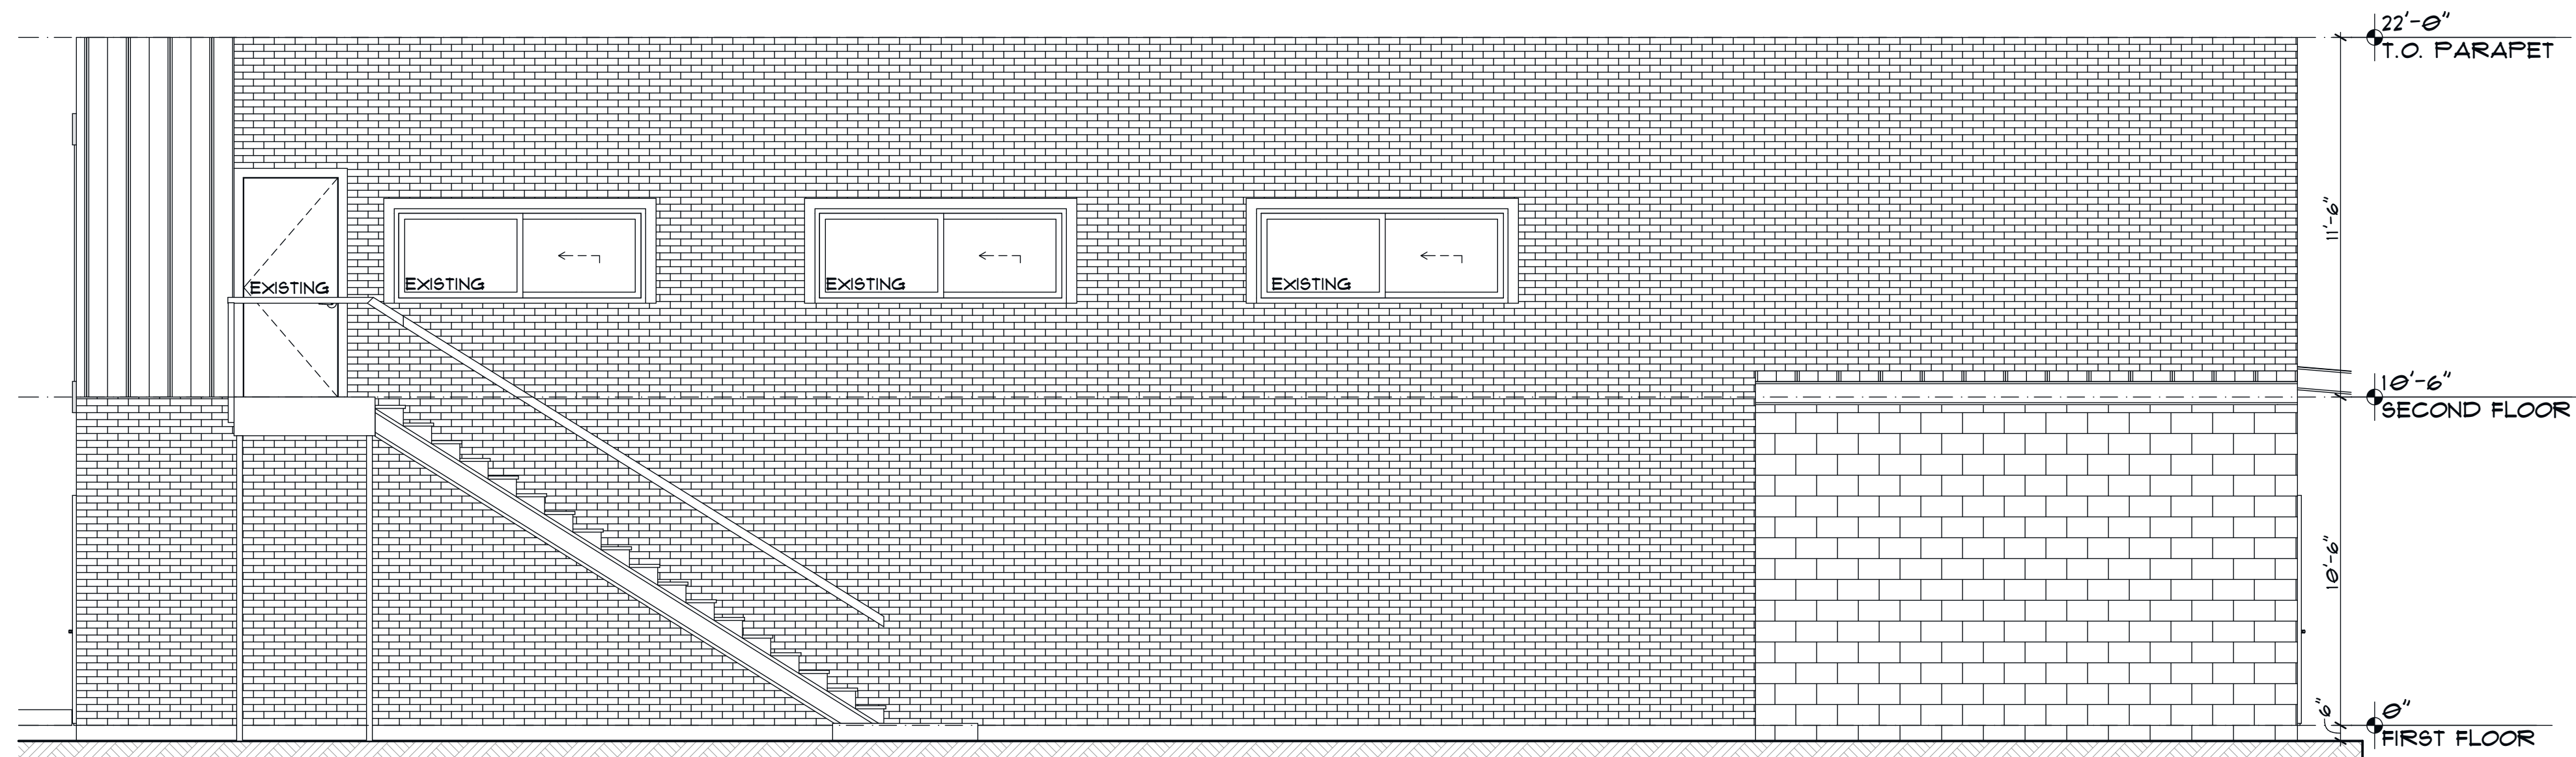 22'-0"
T.O. PARAPET
11'-6"
EXISTING
EXISTING
EXISTING
EXISTING
10'-6"
SECOND FLOOR
10'-6"
6"
0"
FIRST FLOOR